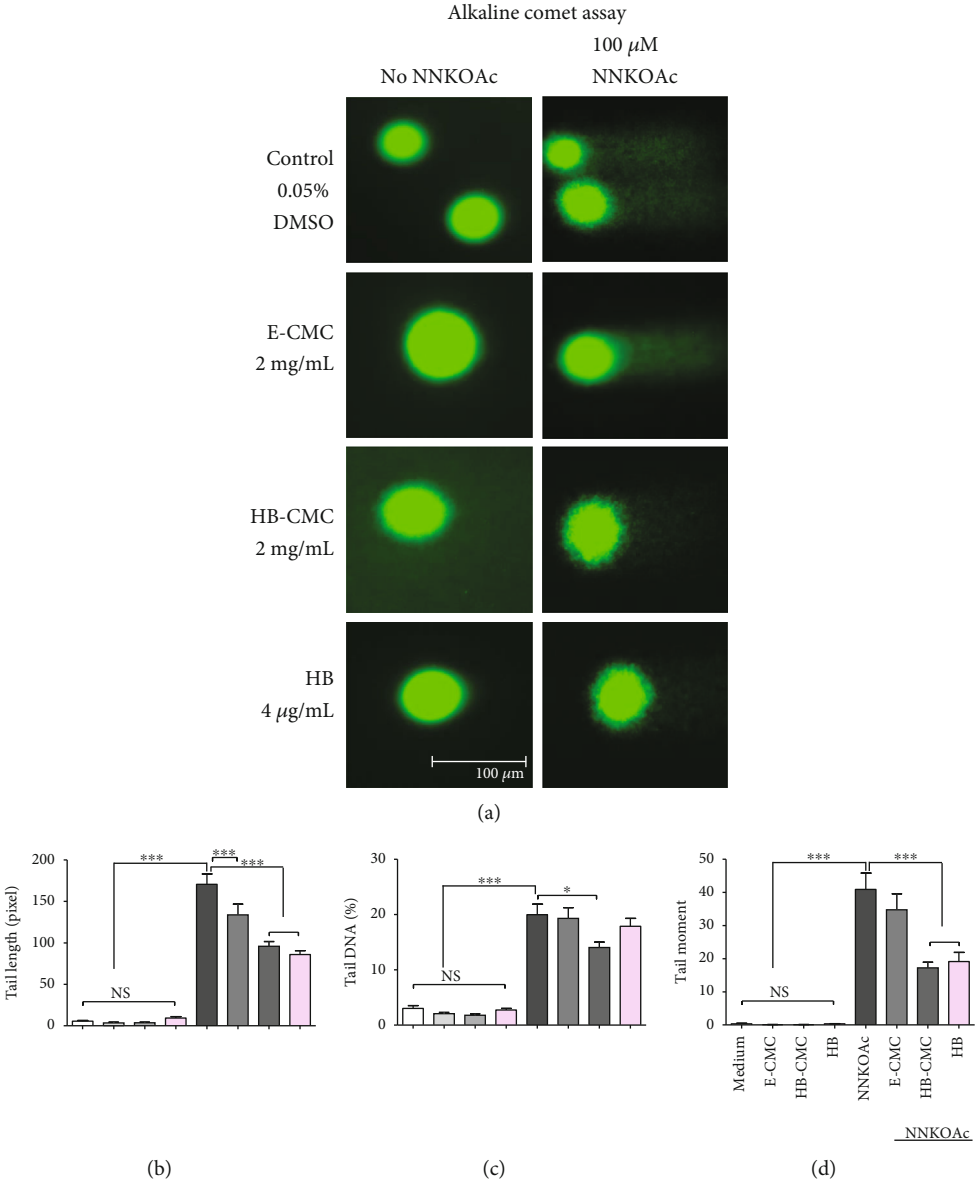 Alkaline comet assay
100 μM
No NNKOAc NNKOAc
Control
0.05%
DMSO
E-CMC
2 mg/mL
HB-CMC
2 mg/mL
HB
4 μg/mL
100 μm
(a)
Tail length (pixel)
200
150
100
50
0
NS
***
***
***
(b)
Tail DNA (%)
30
20
10
0
NS
***
*
(c)
Tail moment
50
40
30
20
10
0
NS
***
***
Medium
E-CMC
HB-CMC
HB
NNKOAc
E-CMC
HB-CMC
HB
NNKOAc
(d)